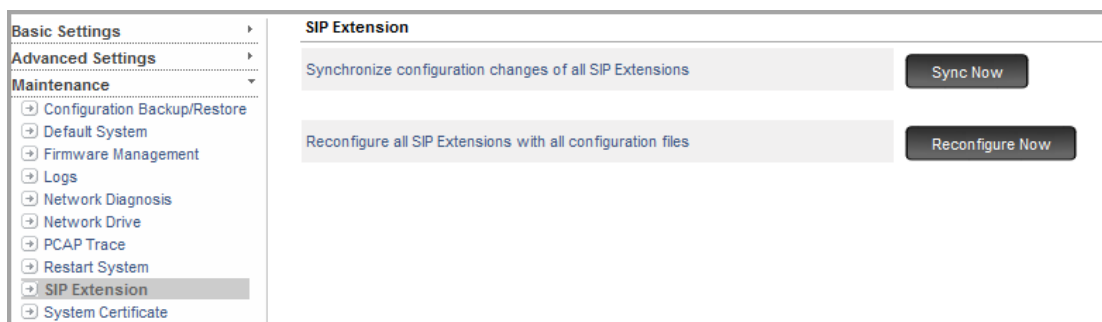 Basic Settings
Advanced Settings
Maintenance
Configuration Backup/Restore
Default System
Firmware Management
Logs
Network Diagnosis
Network Drive
PCAP Trace
Restart System
SIP Extension
System Certificate
SIP Extension
Synchronize configuration changes of all SIP Extensions
Sync Now
Reconfigure all SIP Extensions with all configuration files
Reconfigure Now